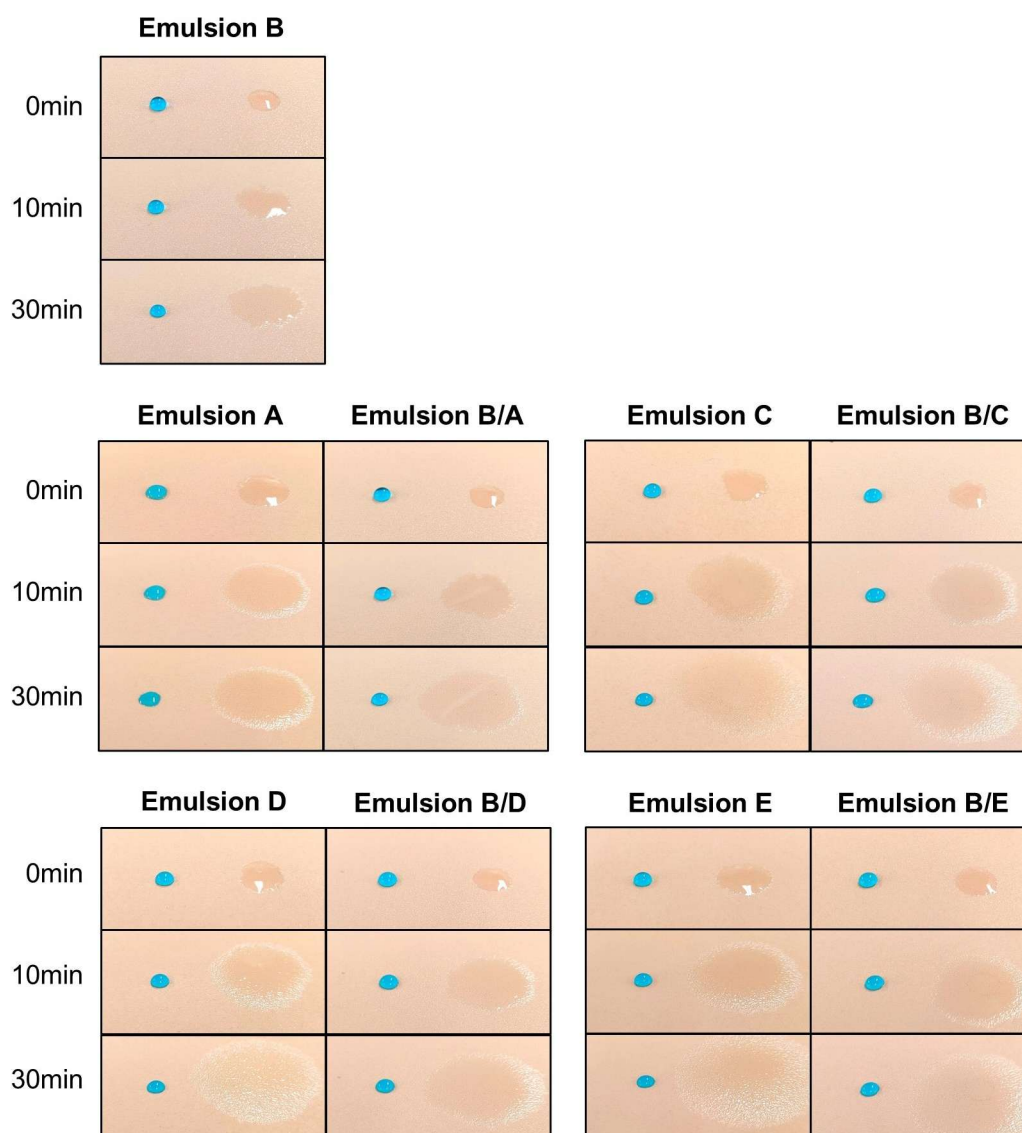 Emulsion B
0min
10min
30min
Emulsion A Emulsion B/A Emulsion C Emulsion B/C
0min
10min
30min
Emulsion D Emulsion B/D Emulsion E Emulsion B/E
0min
10min
30min